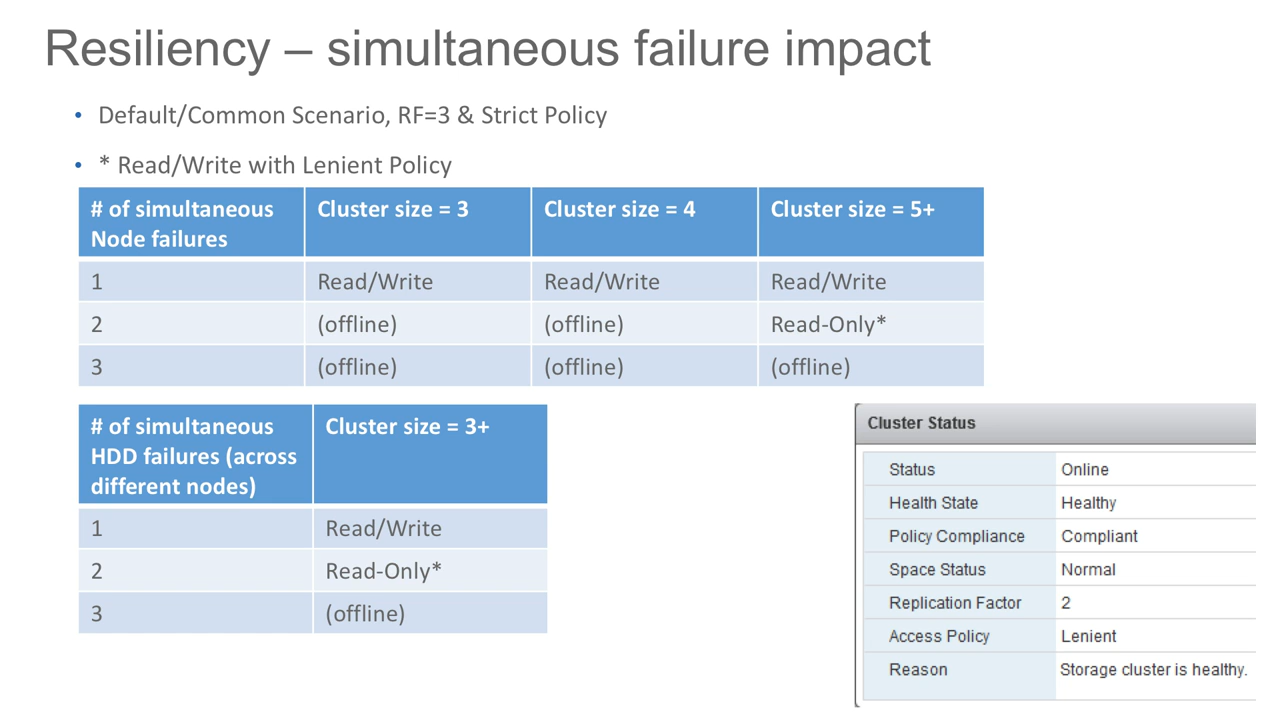 Resiliency – simultaneous failure impact
• Default/Common Scenario, RF=3 & Strict Policy
• * Read/Write with Lenient Policy
# of simultaneous Node failures Cluster size = 3 Cluster size = 4 Cluster size = 5+
1 Read/Write Read/Write Read/Write
2 (offline) (offline) Read-Only*
3 (offline) (offline) (offline)
# of simultaneous HDD failures (across different nodes) Cluster size = 3+
1 Read/Write
2 Read-Only*
3 (offline)
Cluster Status
Status Online
Health State Healthy
Policy Compliance Compliant
Space Status Normal
Replication Factor 2
Access Policy Lenient
Reason Storage cluster is healthy.